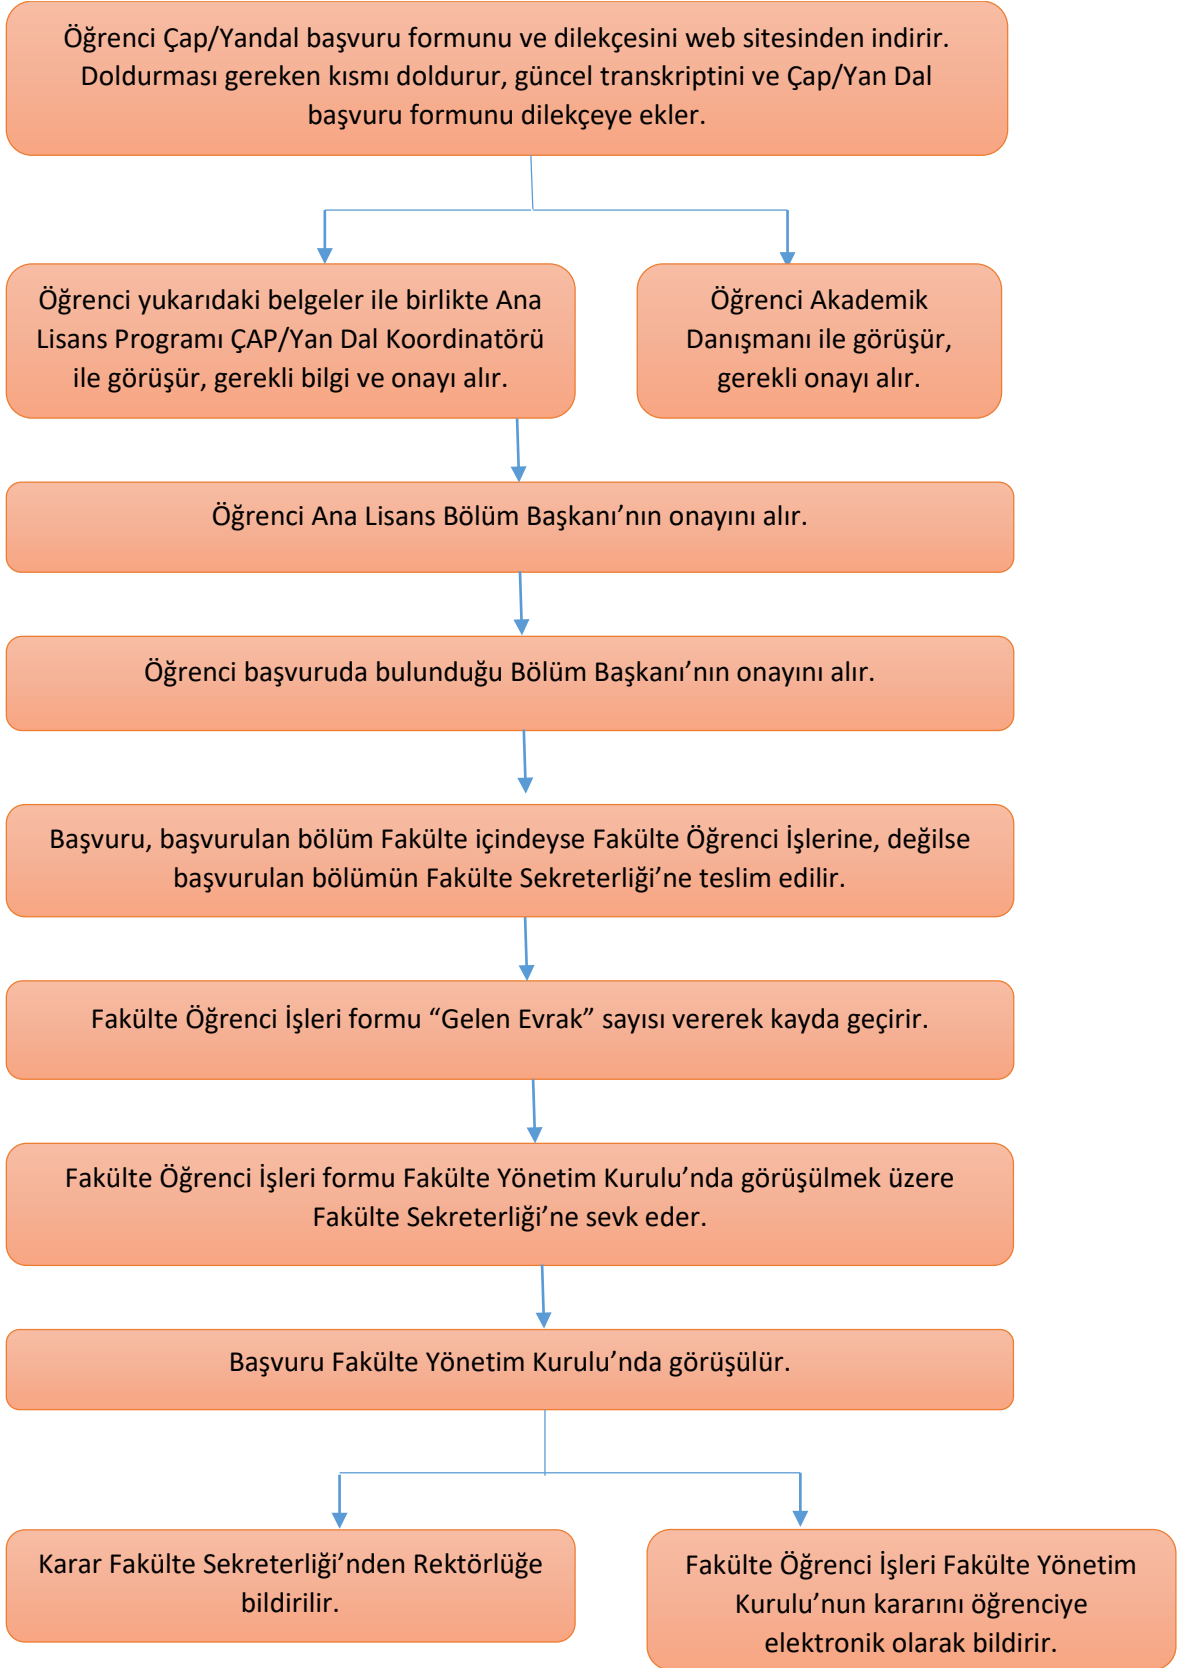 Öğrenci Çap/Yandal başvuru formunu ve dilekçesini web sitesinden indirir.
Doldurması gereken kısmı doldurur, güncel transkriptini ve Çap/Yan Dal
başvuru formunu dilekçeye ekler.
Öğrenci yukarıdaki belgeler ile birlikte Ana
Lisans Programı ÇAP/Yan Dal Koordinatörü
ile görüşür, gerekli bilgi ve onayı alır.
Öğrenci Akademik
Danışmanı ile görüşür,
gerekli onayı alır.
Öğrenci Ana Lisans Bölüm Başkanı’nın onayını alır.
Öğrenci başvuruda bulunduğu Bölüm Başkanı’nın onayını alır.
Başvuru, başvurulan bölüm Fakülte içindeyse Fakülte Öğrenci İşlerine, değilse
başvurulan bölümün Fakülte Sekreterliği’ne teslim edilir.
Fakülte Öğrenci İşleri formu “Gelen Evrak” sayısı vererek kayda geçirir.
Fakülte Öğrenci İşleri formu Fakülte Yönetim Kurulu’nda görüşülmek üzere
Fakülte Sekreterliği’ne sevk eder.
Başvuru Fakülte Yönetim Kurulu’nda görüşülür.
Karar Fakülte Sekreterliği’nden Rektörlüğe
bildirilir.
Fakülte Öğrenci İşleri Fakülte Yönetim
Kurulu’nun kararını öğrenciye
elektronik olarak bildirir.